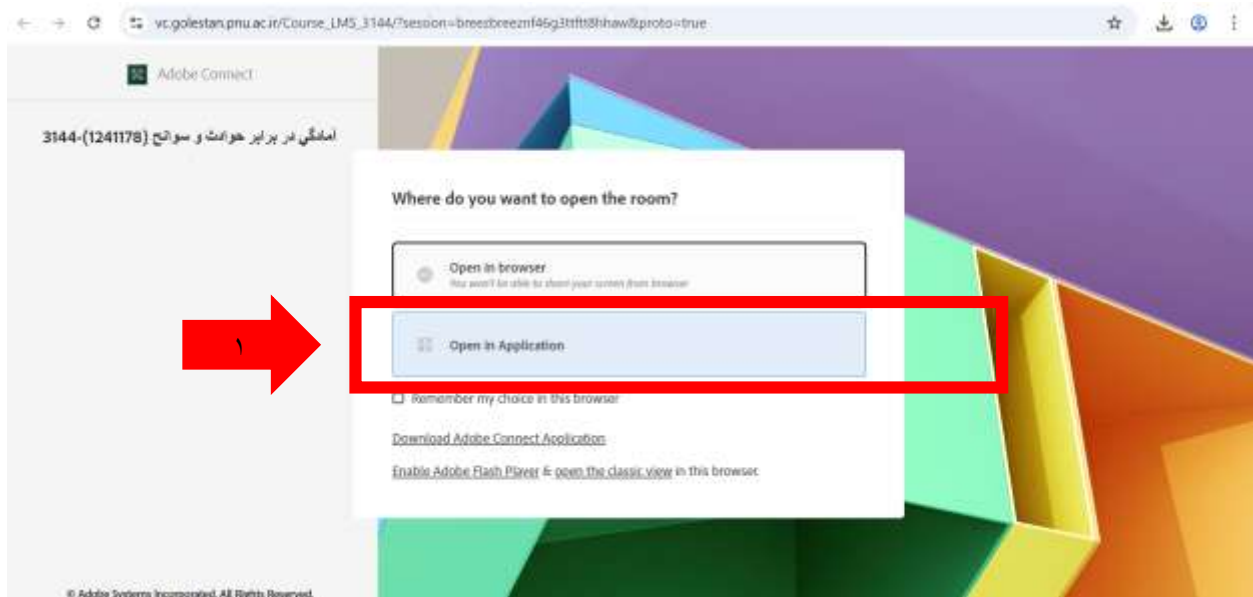 vc.golestan.pnu.ac.ir/Course_LMS_3144/?session=breezbreeznf46g3ttftt8hhaw&proto=true
Adobe Connect
آمادگی در برابر حوادث و سوانح (1241178)-3144
Where do you want to open the room?
Open in browser
You won't be able to share your screen from browser
۱
Open in Application
Remember my choice in this browser
Download Adobe Connect Application
Enable Adobe Flash Player & open the classic view in this browser.
© Adobe Systems Incorporated. All Rights Reserved.